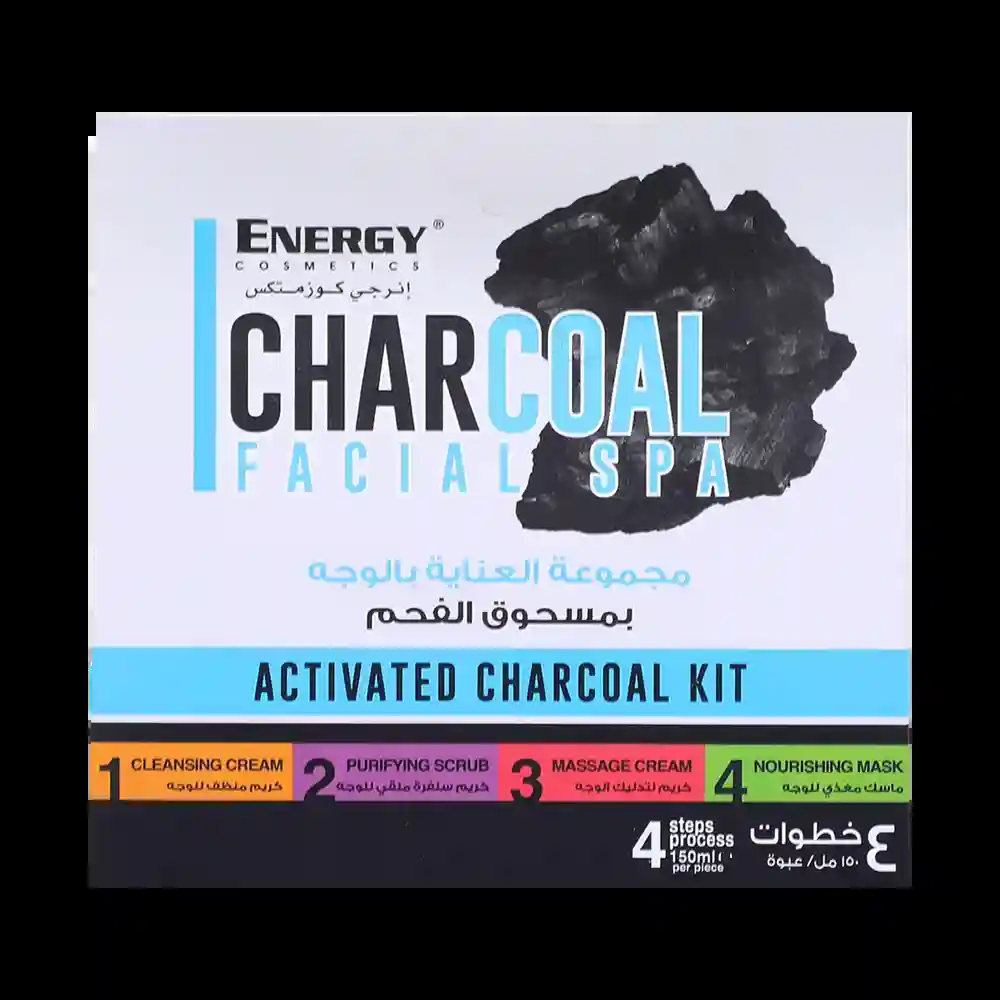 ENERGY®
COSMETICS
إنرجي كوزمتكس
CHARCOAL
FACIAL SPA
مجموعة العناية بالوجه
بمسحوق الفحم
ACTIVATED CHARCOAL KIT
1 CLEANSING CREAM
كريم منظف للوجه
2 PURIFYING SCRUB
كريم سنفرة منقي للوجه
3 MASSAGE CREAM
كريم لتدليك الوجه
4 NOURISHING MASK
ماسك مغذي للوجه
4 steps
process
150ml
per piece
٤ خطوات
١٥٠ مل/ عبوة